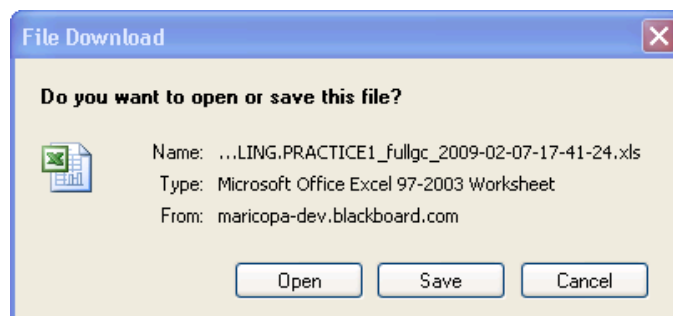 File Download
Do you want to open or save this file?
Name: ...LING.PRACTICE1_fullgc_2009-02-07-17-41-24.xls
Type: Microsoft Office Excel 97-2003 Worksheet
From: maricopa-dev.blackboard.com
Open Save Cancel